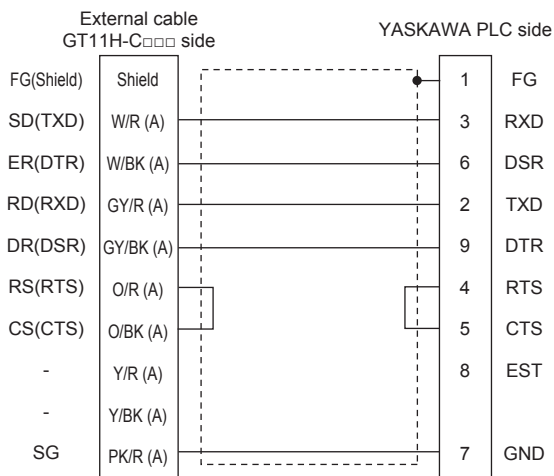 External cable
GT11H-C□□□ side
YASKAWA PLC side
FG(Shield) Shield 1 FG
SD(TXD) W/R (A) 3 RXD
ER(DTR) W/BK (A) 6 DSR
RD(RXD) GY/R (A) 2 TXD
DR(DSR) GY/BK (A) 9 DTR
RS(RTS) O/R (A) 4 RTS
CS(CTS) O/BK (A) 5 CTS
- Y/R (A) 8 EST
- Y/BK (A)
SG PK/R (A) 7 GND